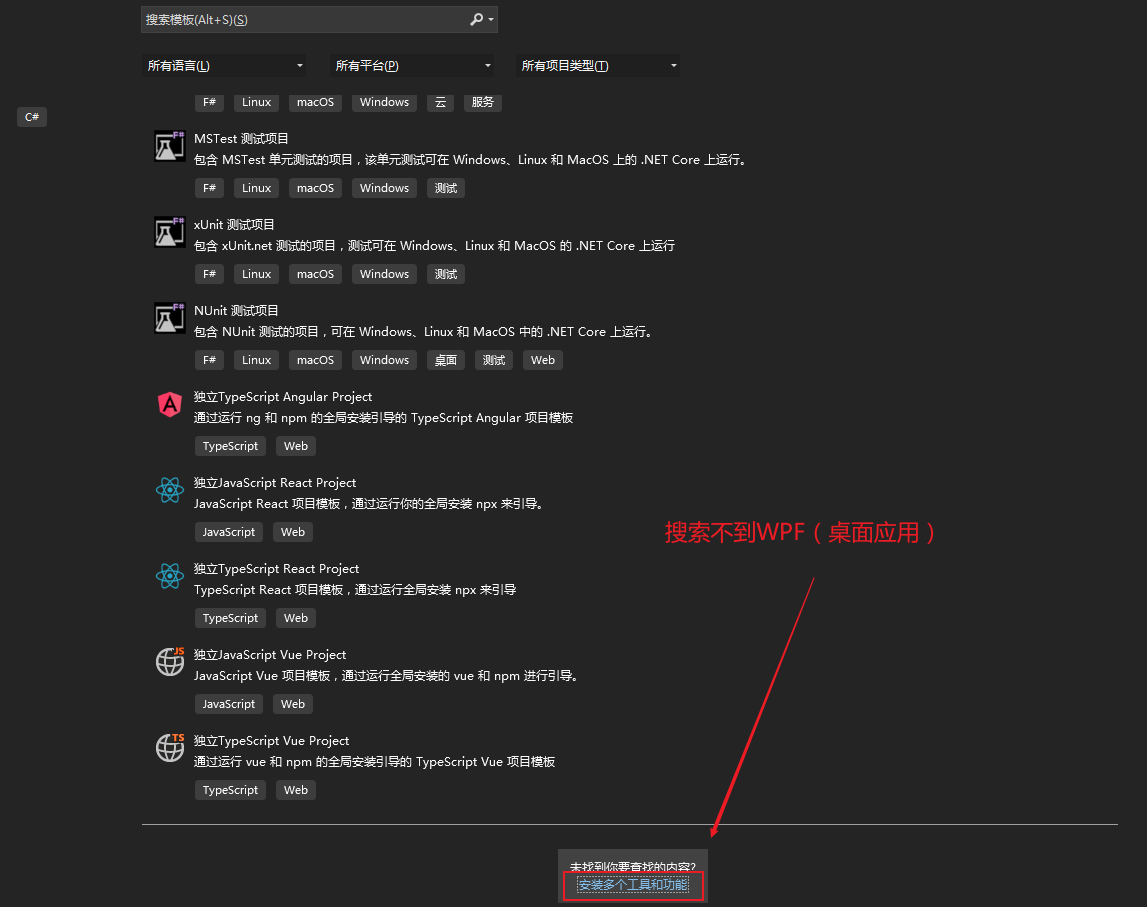 搜索模板(Alt+S)(S)
所有语言(L) 所有平台(P) 所有项目类型(T)
F# Linux macOS Windows 云 服务
C#
MSTest 测试项目
包含 MSTest 单元测试的项目，该单元测试可在 Windows、Linux 和 MacOS 上的 .NET Core 上运行。
F# Linux macOS Windows 测试
xUnit 测试项目
包含 xUnit.net 测试的项目，测试可在 Windows、Linux 和 MacOS 的 .NET Core 上运行
F# Linux macOS Windows 测试
NUnit 测试项目
包含 NUnit 测试的项目，可在 Windows、Linux 和 MacOS 中的 .NET Core 上运行。
F# Linux macOS Windows 桌面 测试 Web
独立TypeScript Angular Project
通过运行 ng 和 npm 的全局安装引导的 TypeScript Angular 项目模板
TypeScript Web
独立JavaScript React Project
JavaScript React 项目模板，通过运行你的全局安装 npx 来引导。
JavaScript Web
搜索不到WPF（桌面应用）
独立TypeScript React Project
TypeScript React 项目模板，通过运行全局安装 npx 来引导
TypeScript Web
独立JavaScript Vue Project
JavaScript Vue 项目模板，通过运行全局安装的 vue 和 npm 进行引导。
JavaScript Web
独立TypeScript Vue Project
通过运行 vue 和 npm 的全局安装引导的 TypeScript Vue 项目模板
TypeScript Web
未找到你要查找的内容?
安装多个工具和功能